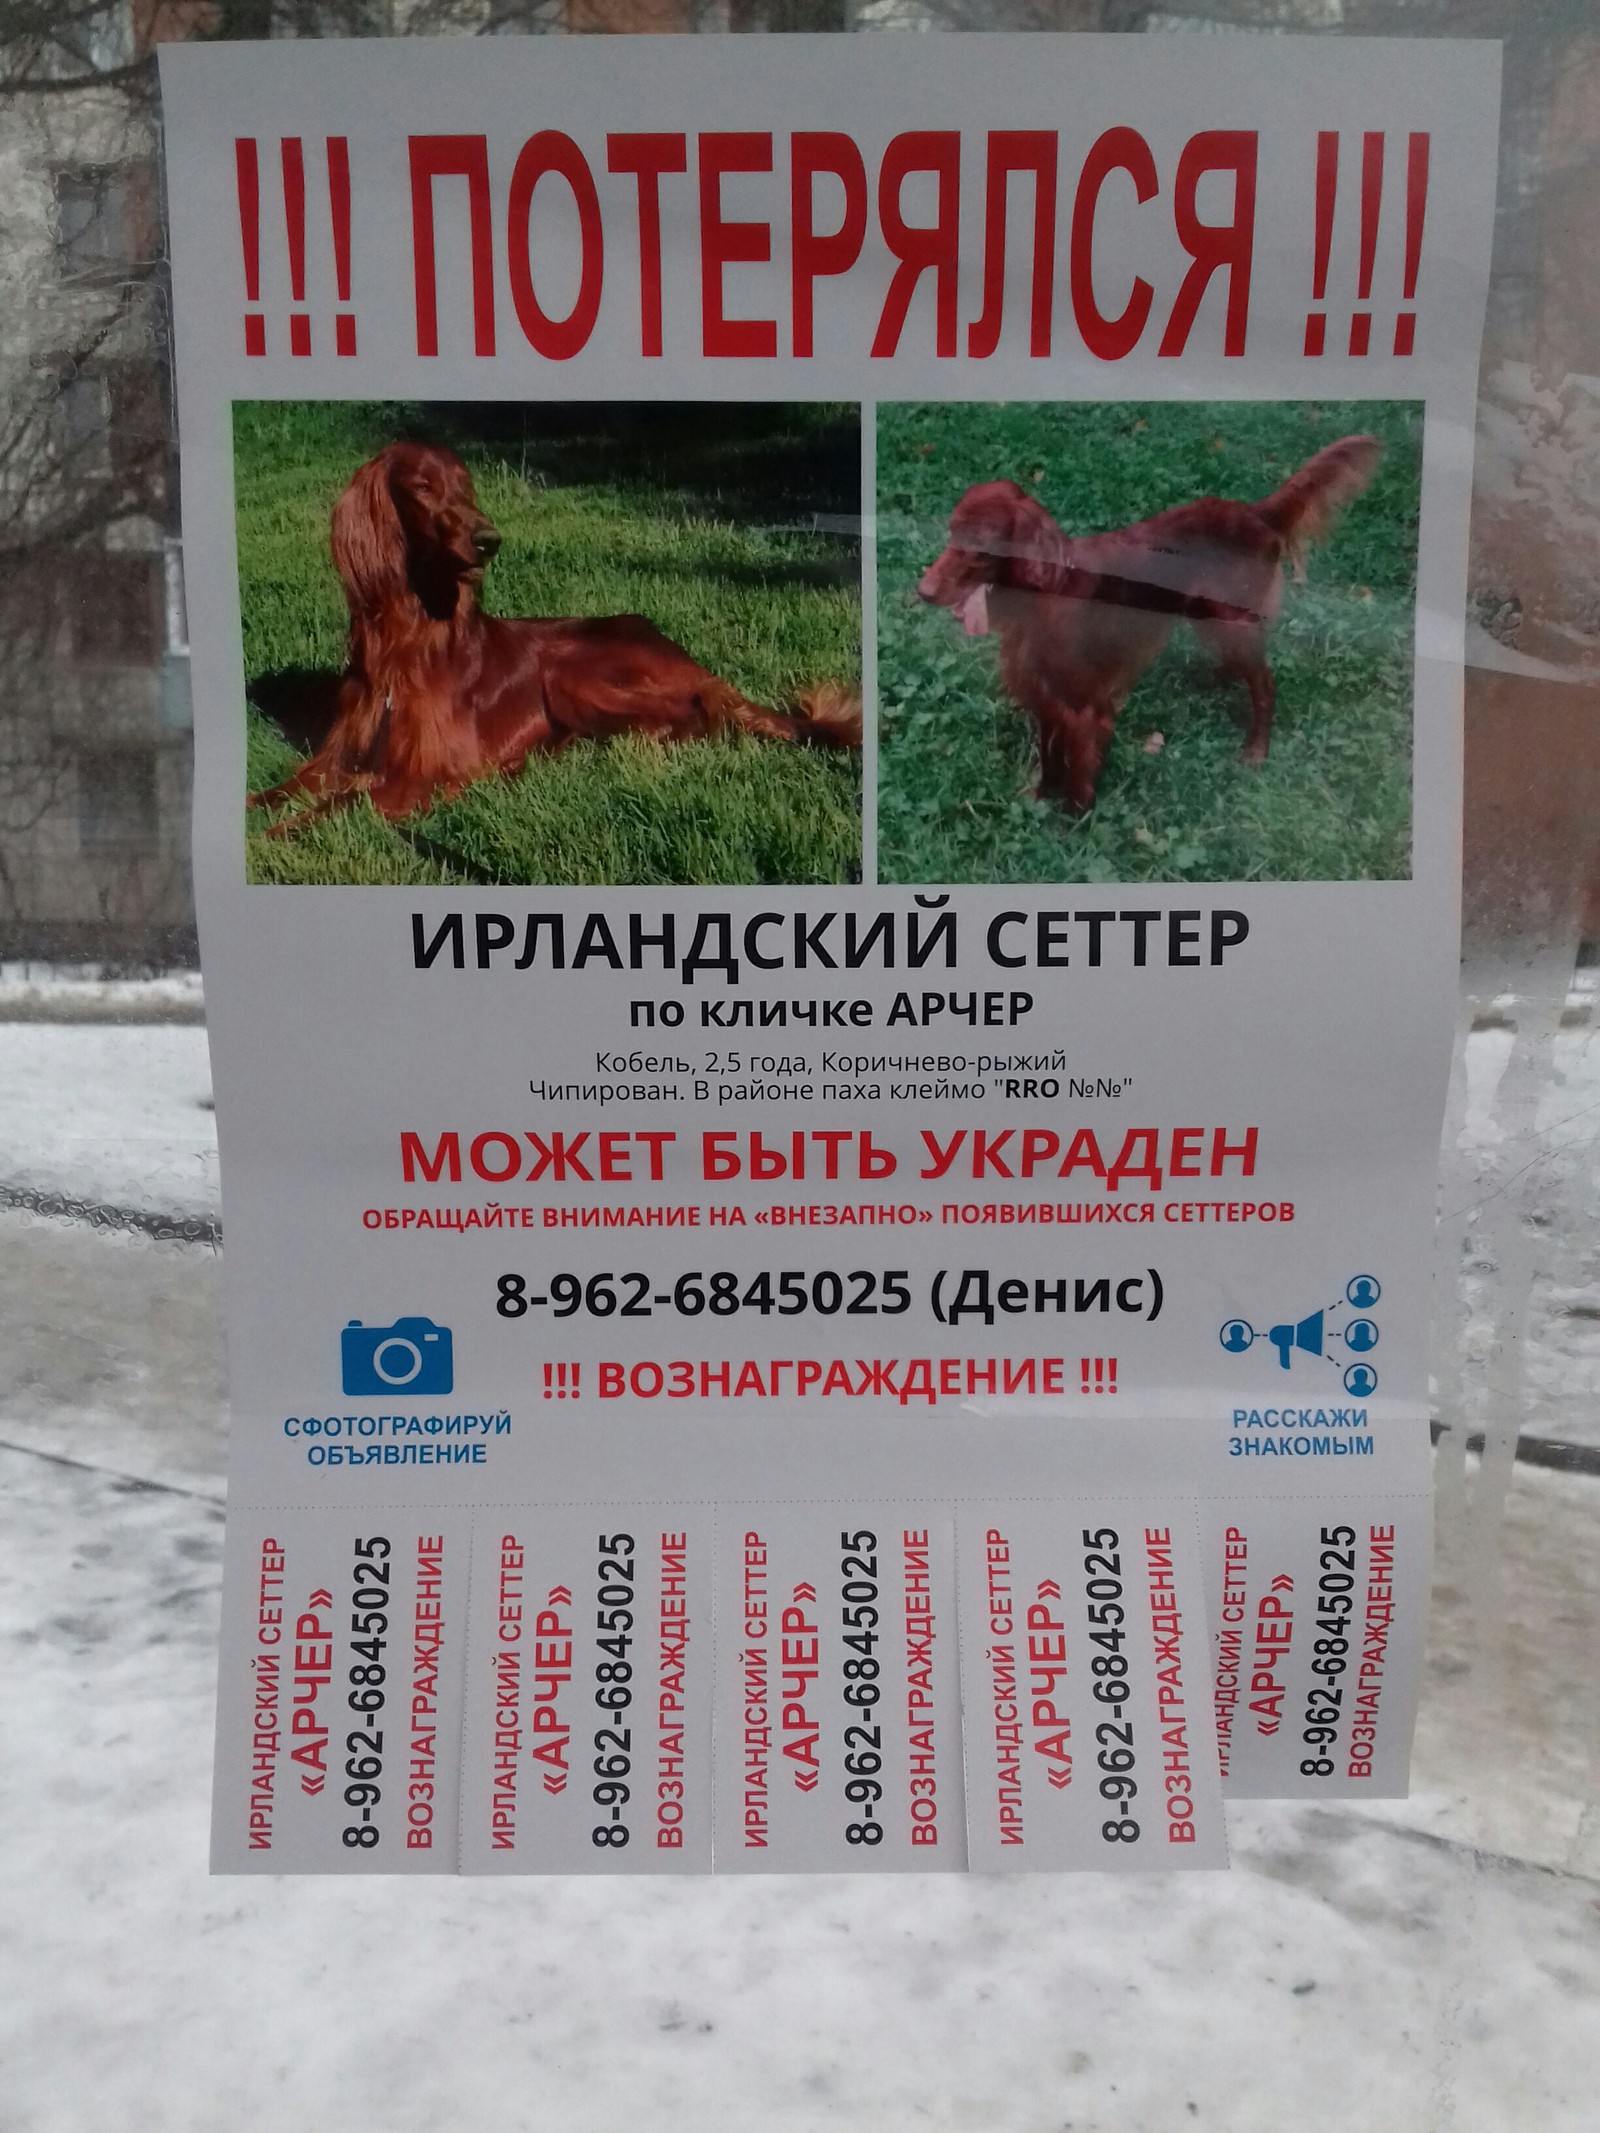 !!! ПОТЕРЯЛСЯ !!!
ИРЛАНДСКИЙ СЕТТЕР
по кличке АРЧЕР
Кобель, 2,5 года, Коричнево-рыжий
Чипирован. В районе паха клеймо "RRO №№"
МОЖЕТ БЫТЬ УКРАДЕН
ОБРАЩАЙТЕ ВНИМАНИЕ НА «ВНЕЗАПНО» ПОЯВИВШИХСЯ СЕТТЕРОВ
8-962-6845025 (Денис)
!!! ВОЗНАГРАЖДЕНИЕ !!!
СФОТОГРАФИРУЙ
ОБЪЯВЛЕНИЕ
РАССКАЖИ
ЗНАКОМЫМ
ИРЛАНДСКИЙ СЕТТЕР
«АРЧЕР»
8-962-6845025
ВОЗНАГРАЖДЕНИЕ
ИРЛАНДСКИЙ СЕТТЕР
«АРЧЕР»
8-962-6845025
ВОЗНАГРАЖДЕНИЕ
ИРЛАНДСКИЙ СЕТТЕР
«АРЧЕР»
8-962-6845025
ВОЗНАГРАЖДЕНИЕ
ИРЛАНДСКИЙ СЕТТЕР
«АРЧЕР»
8-962-6845025
ВОЗНАГРАЖДЕНИЕ
ИРЛАНДСКИЙ СЕТТЕР
«АРЧЕР»
8-962-6845025
ВОЗНАГРАЖДЕНИЕ